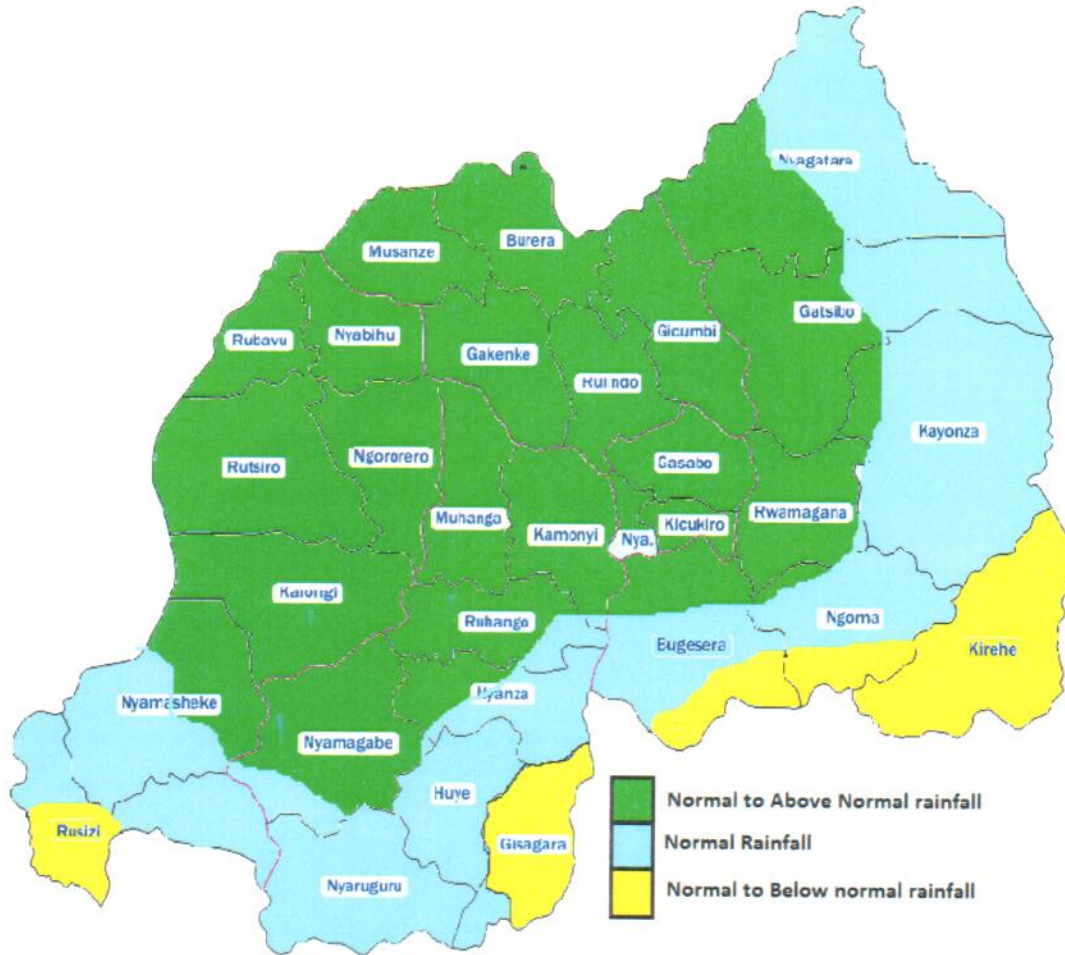 Nyagatare
Burera
Musanze
Gatsibo
Rubavu
Nyabihu
Gicumbi
Gakenke
Rulindo
Kayonza
Ngororero
Gasabo
Rutsiro
Rwamagana
Muhanga
Kicukiro
Kamonyi
Nya.
Karongi
Ngoma
Ruhango
Eugesera
Kirehe
Nyanza
Nyamasheke
Nyamagabe
Huye
Normal to Above Normal rainfall
Rusizi
Normal Rainfall
Gisagara
Nyaruguru
Normal to Below normal rainfall